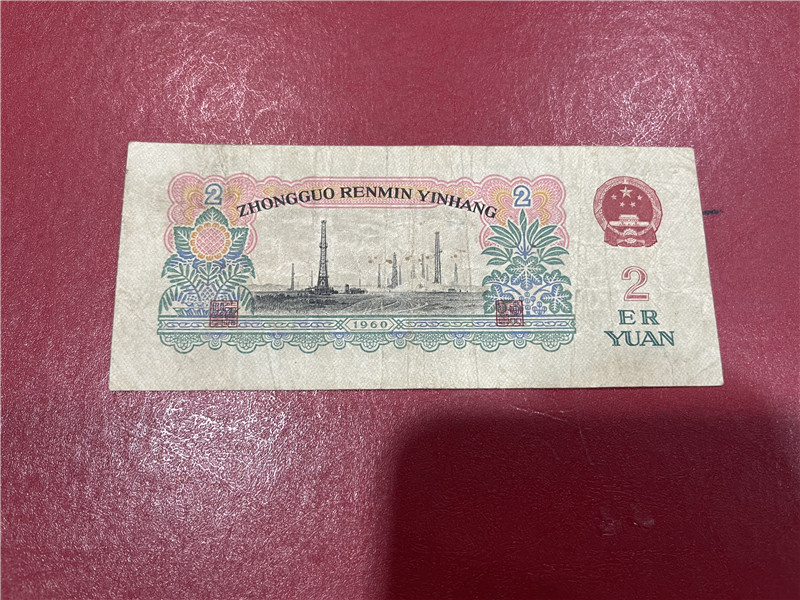 2
2
ZHONGGUO RENMIN YINHANG
1960
2
ER
YUAN